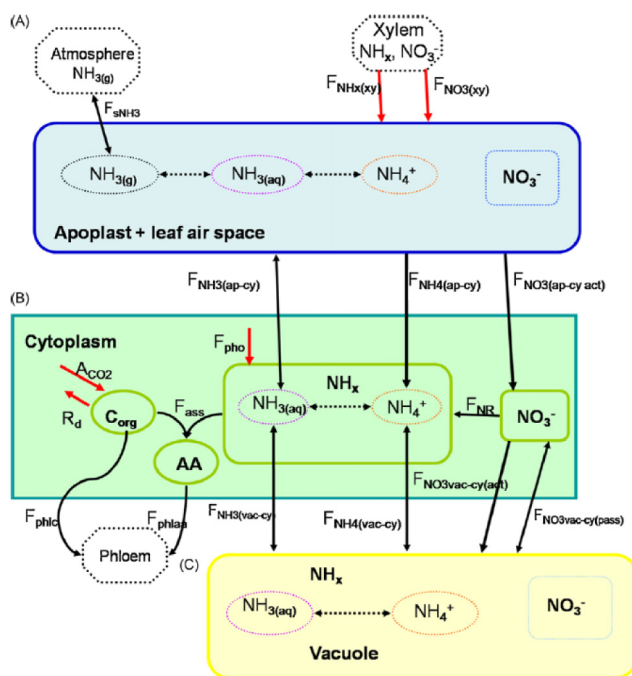 (A)
Atmosphere
NH3(g)
Xylem
NHx, NO3-
FsNH3
FNHx(xy)
FNO3(xy)
NH3(g)
NH3(aq)
NH4+
NO3-
Apoplast + leaf air space
FNH3(ap-cy)
FNH4(ap-cy)
FNO3(ap-cy act)
(B)
Cytoplasm
ACO2
Rd
Corg
Fass
AA
Fpho
NHx
NH3(aq)
NH4+
FNR
NO3-
FNO3vac-cy(act)
Fphlc
Fphlaa
FNH3(vac-cy)
FNH4(vac-cy)
FNO3vac-cy(pass)
Phloem
(C)
NHx
NH3(aq)
NH4+
NO3-
Vacuole